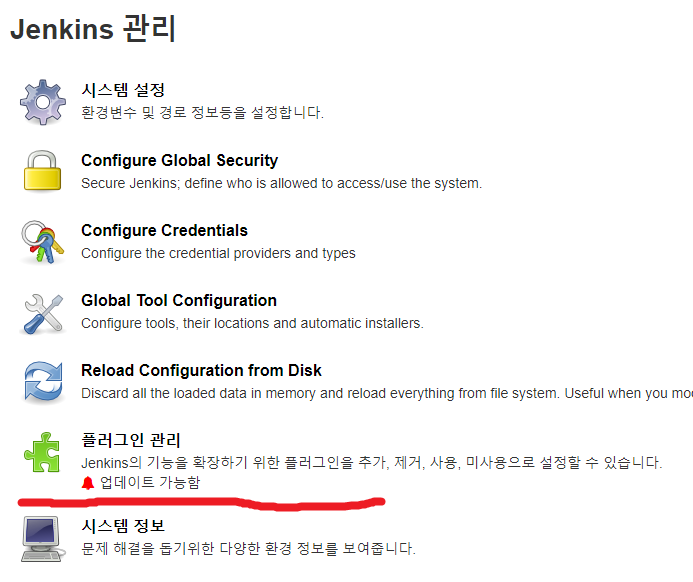 Jenkins 관리
시스템 설정
환경변수 및 경로 정보등을 설정합니다.
Configure Global Security
Secure Jenkins; define who is allowed to access/use the system.
Configure Credentials
Configure the credential providers and types
Global Tool Configuration
Configure tools, their locations and automatic installers.
Reload Configuration from Disk
Discard all the loaded data in memory and reload everything from file system. Useful when you
플러그인 관리
Jenkins의 기능을 확장하기 위한 플러그인을 추가, 제거, 사용, 미사용으로 설정할 수 있습니다.
업데이트 가능함
시스템 정보
문제 해결을 돕기위한 다양한 환경 정보를 보여줍니다.